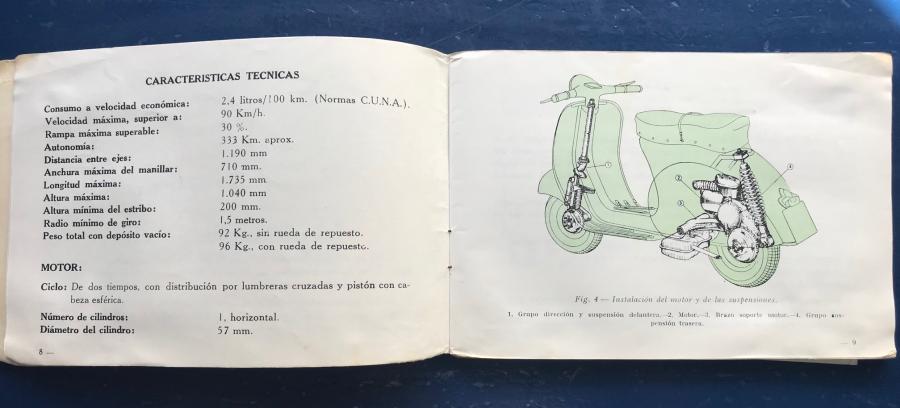 CARACTERISTICAS TECNICAS
Consumo a velocidad económica: 2,4 litros/100 km. (Normas C.U.N.A.).
Velocidad máxima, superior a: 90 Km/h.
Rampa máxima superable: 30 %.
Autonomía: 333 Km. aprox.
Distancia entre ejes: 1.190 mm
Anchura máxima del manillar: 710 mm.
Longitud máxima: 1.735 mm
Altura máxima: 1.040 mm
Altura mínima del estribo: 200 mm.
Radio mínimo de giro: 1,5 metros.
Peso total con depósito vacío: 92 Kg., sin rueda de repuesto.
96 Kg., con rueda de repuesto.
MOTOR:
Ciclo: De dos tiempos, con distribución por lumbreras cruzadas y pistón con ca-
beza esférica.
Número de cilindros: 1, horizontal.
Diámetro del cilindro: 57 mm.
8 —
1
2
3
4
Fig. 4 — Instalación del motor y de las suspensiones.
1, Grupo dirección y suspensión delantera.—2, Motor.—3, Brazo soporte motor.—4, Grupo sus-
pensión trasera.
— 9